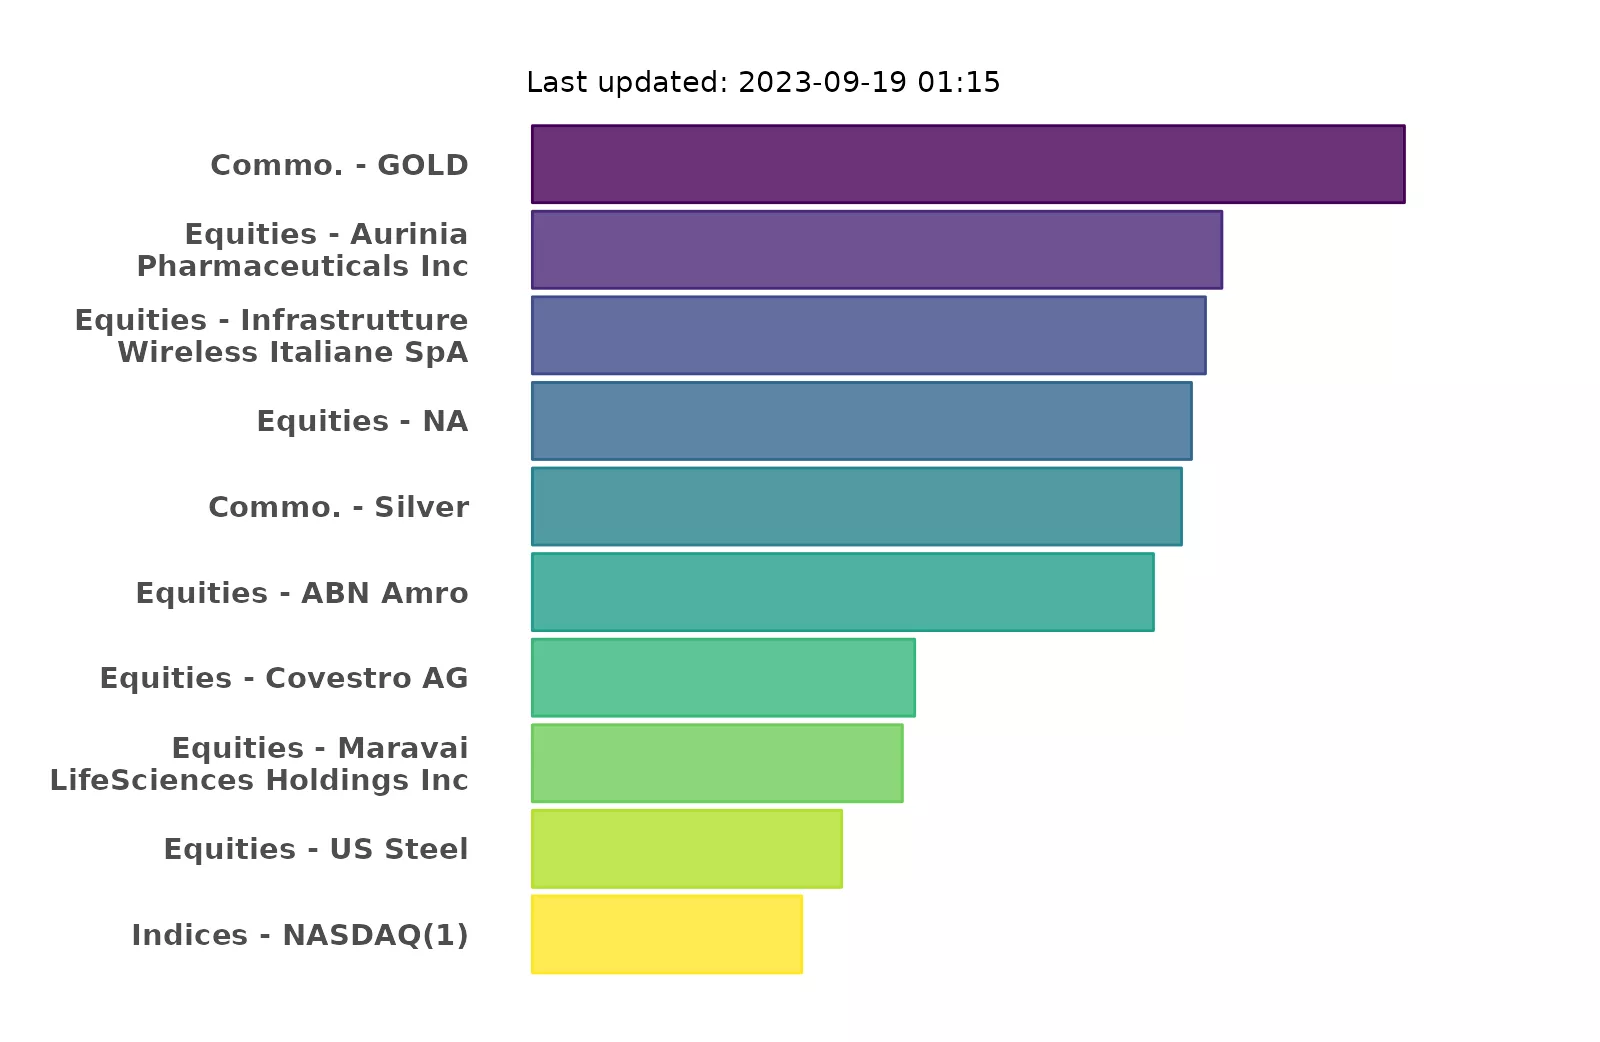 Last updated: 2023-09-19 01:15
Commo. - GOLD
Equities - Aurinia
Pharmaceuticals Inc
Equities - Infrastrutture
Wireless Italiane SpA
Equities - NA
Commo. - Silver
Equities - ABN Amro
Equities - Covestro AG
Equities - Maravai
LifeSciences Holdings Inc
Equities - US Steel
Indices - NASDAQ(1)